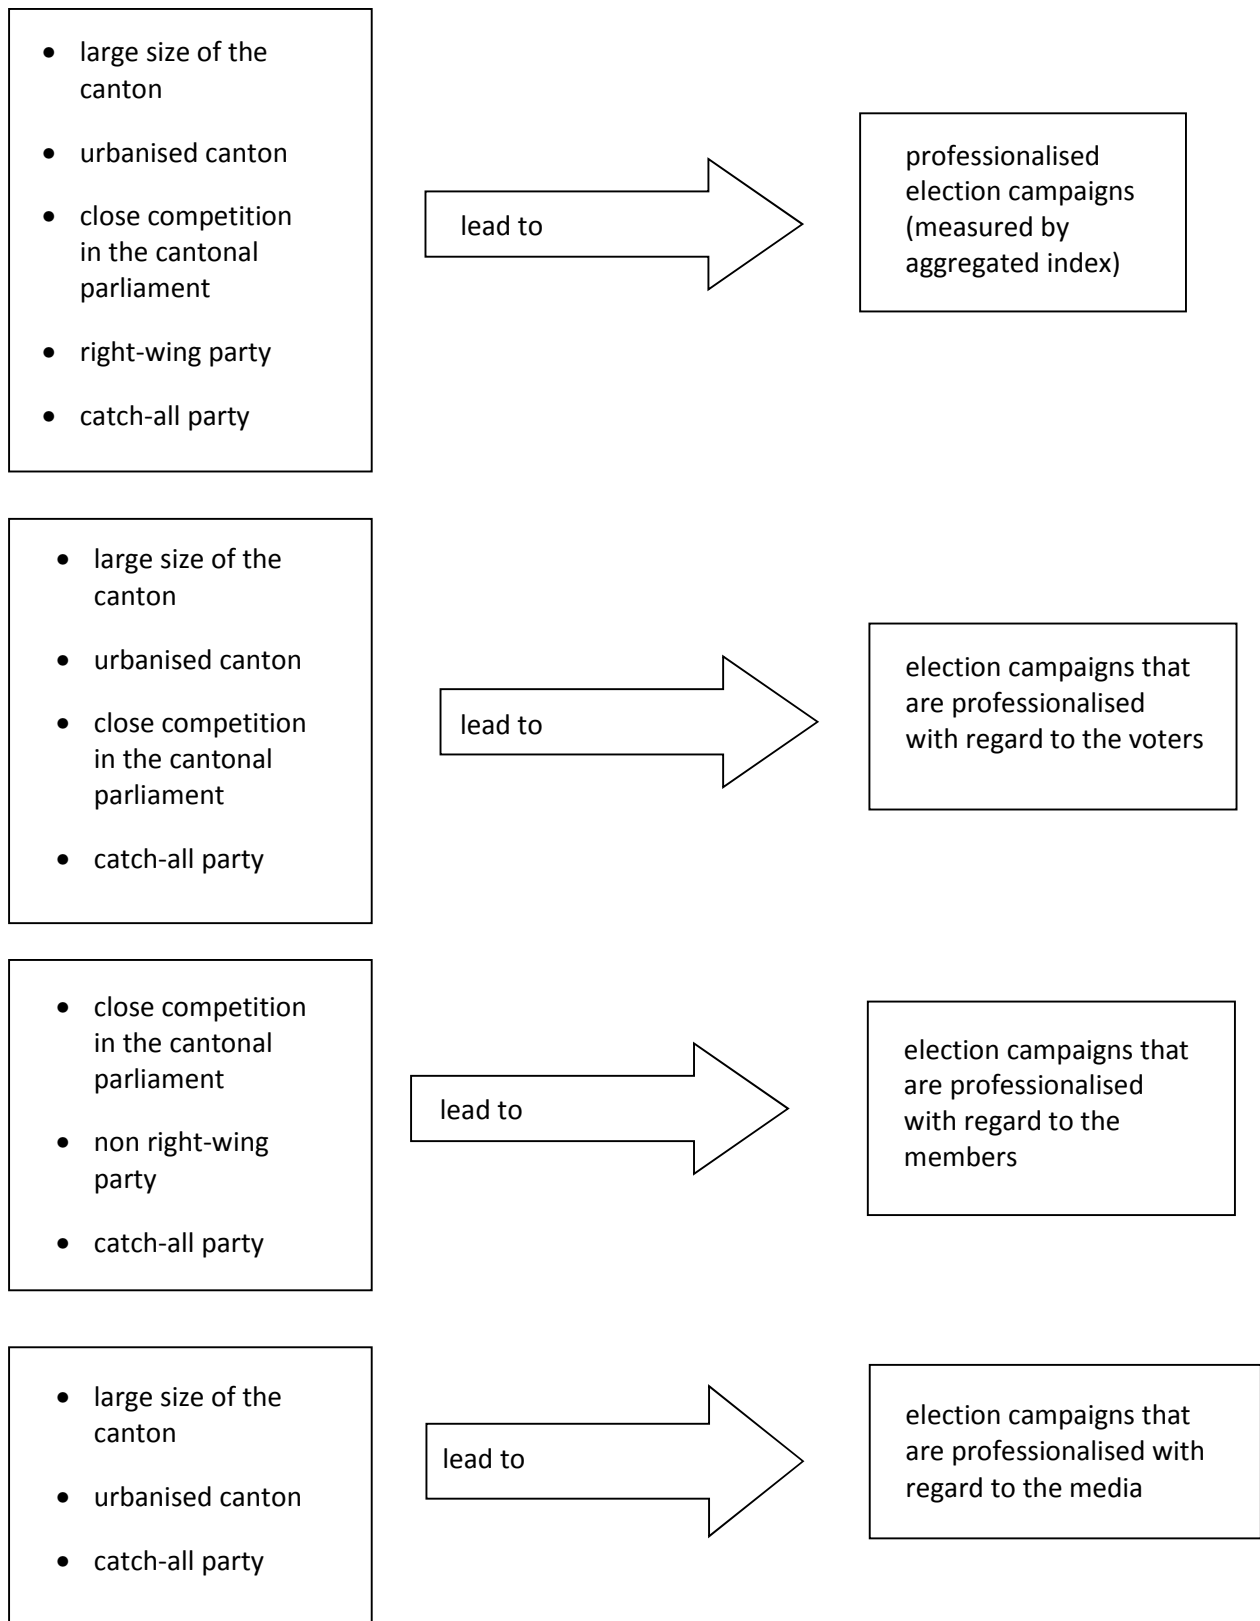 • large size of the
canton
• urbanised canton
• close competition
in the cantonal
parliament
• right-wing party
• catch-all party
lead to
professionalised
election campaigns
(measured by
aggregated index)
• large size of the
canton
• urbanised canton
• close competition
in the cantonal
parliament
• catch-all party
lead to
election campaigns that
are professionalised
with regard to the voters
• close competition
in the cantonal
parliament
• non right-wing
party
• catch-all party
lead to
election campaigns that
are professionalised
with regard to the
members
• large size of the
canton
• urbanised canton
• catch-all party
lead to
election campaigns that
are professionalised with
regard to the media